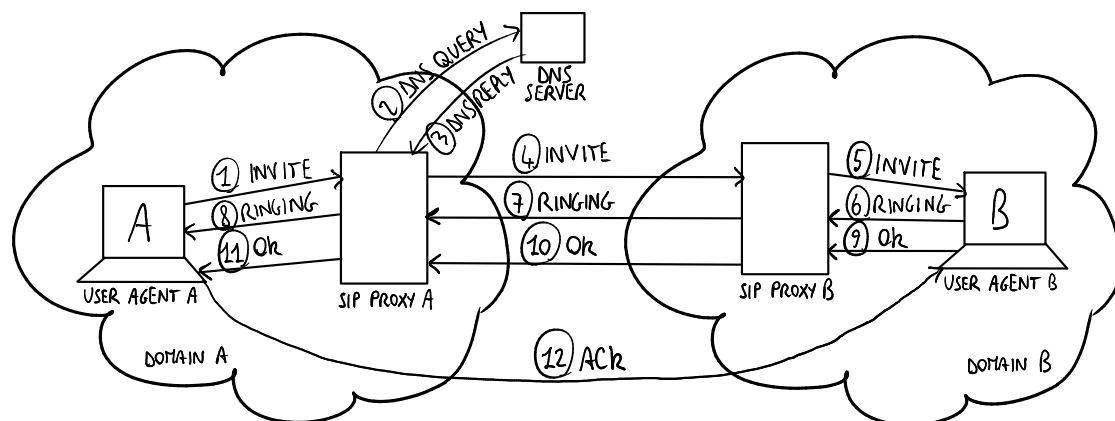 ② DNS QUERY
③ DNS REPLY
DNS
SERVER
① INVITE
⑧ RINGING
⑪ Ok
④ INVITE
⑦ RINGING
⑩ Ok
⑤ INVITE
⑥ RINGING
⑨ Ok
A
USER AGENT A
SIP PROXY A
SIP PROXY B
B
USER AGENT B
DOMAIN A
⑫ ACK
DOMAIN B